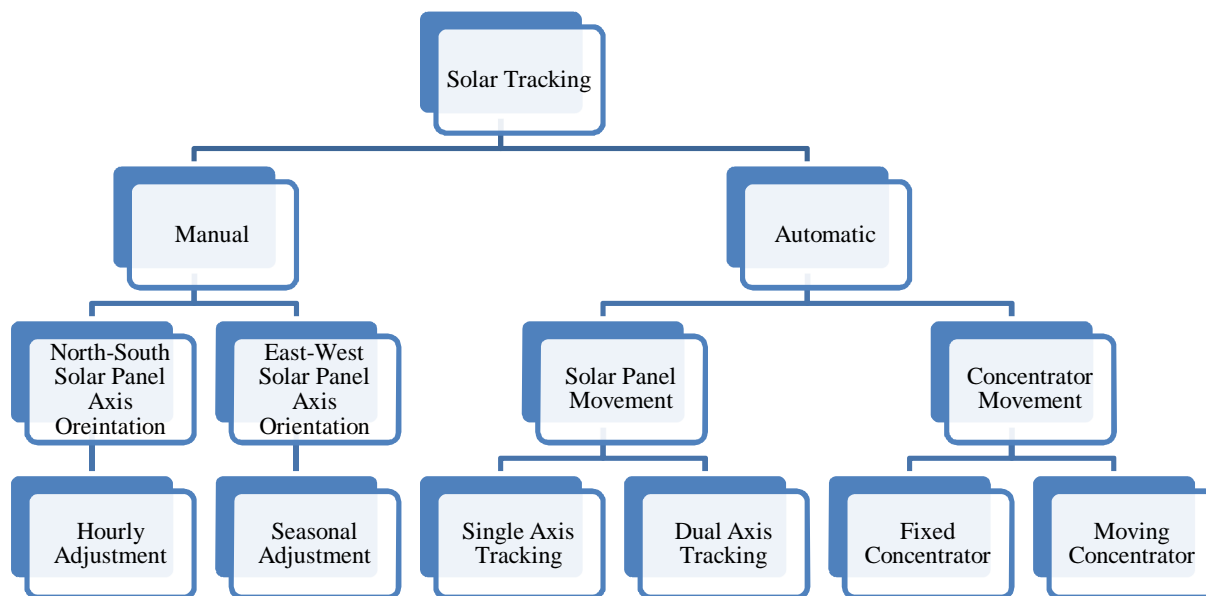 Solar Tracking
Manual
Automatic
North-South
Solar Panel
Axis
Oreintation
East-West
Solar Panel
Axis
Orientation
Solar Panel
Movement
Concentrator
Movement
Hourly
Adjustment
Seasonal
Adjustment
Single Axis
Tracking
Dual Axis
Tracking
Fixed
Concentrator
Moving
Concentrator